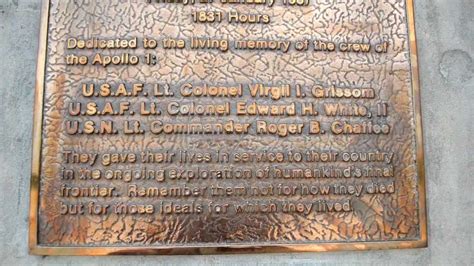 1831 Hours
Dedicated to the living memory of the crew of
the Apollo 1:
U.S.A.F. Lt. Colonel Virgil I. Grissom
U.S.A.F. Lt. Colonel Edward H. White, II
U.S.N. Lt. Commander Roger B. Chaffee
They gave their lives in service to their country
in the ongoing exploration of humankind's final
frontier. Remember them not for how they died
but for those ideals for which they lived.